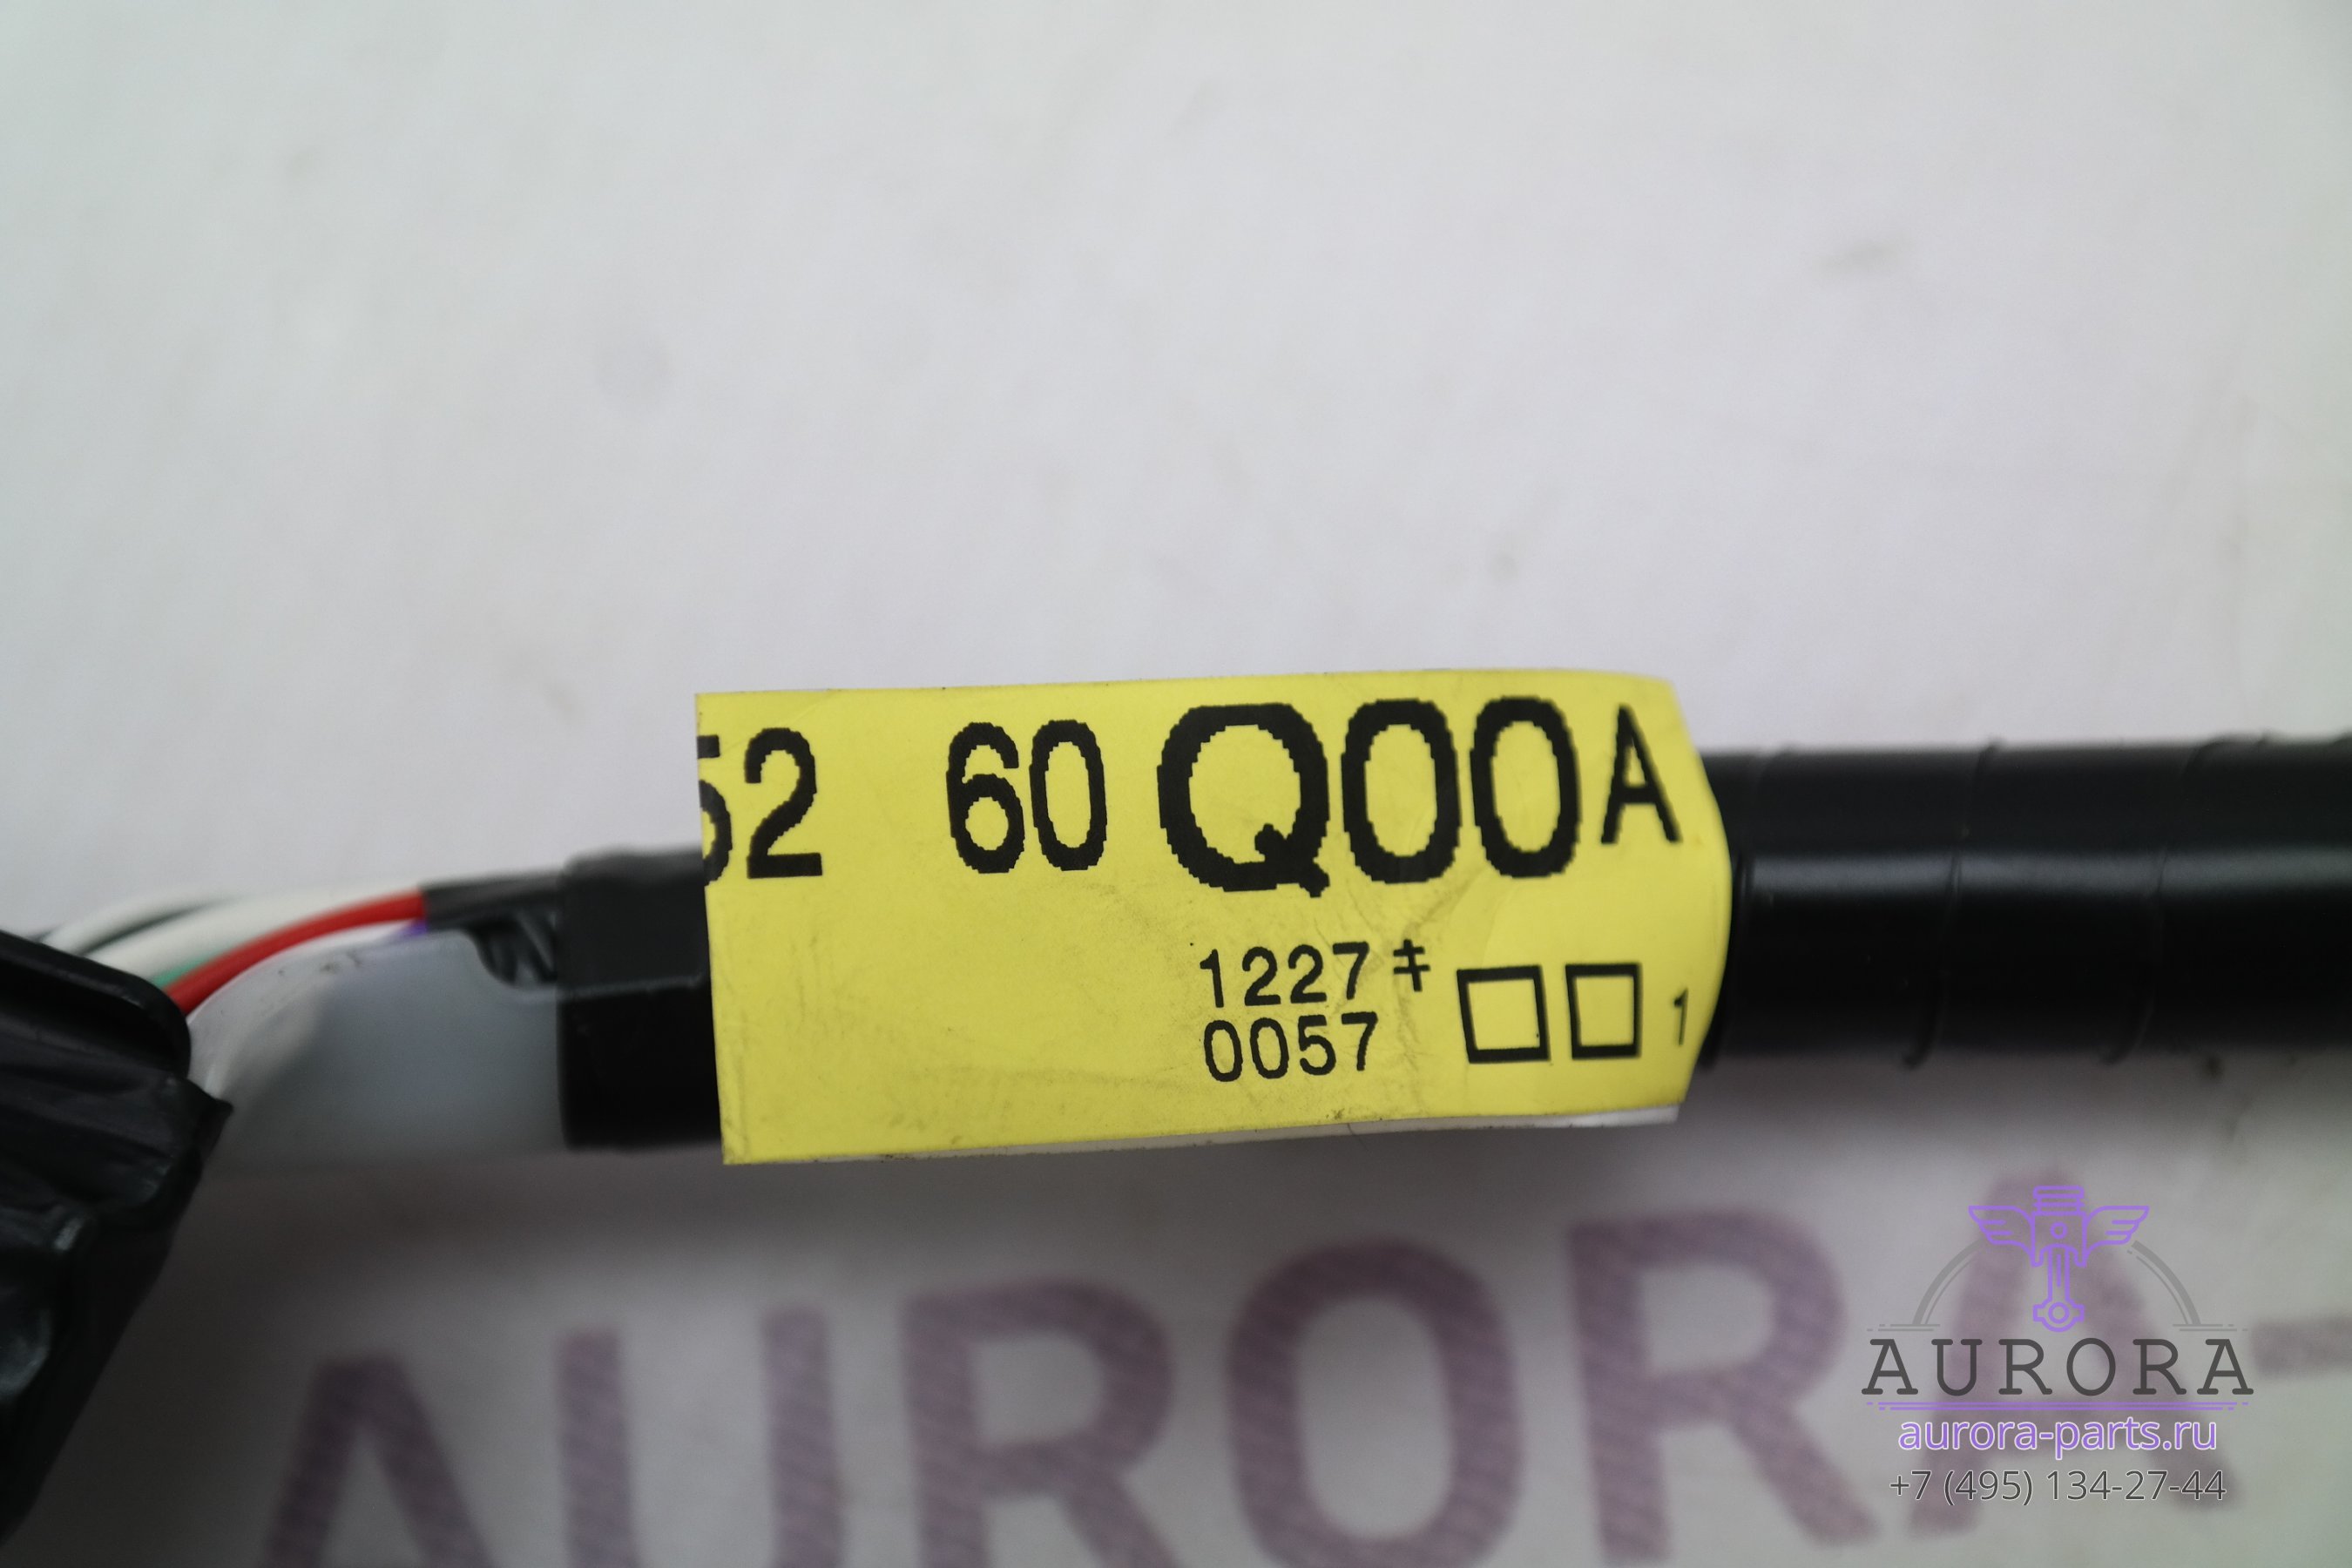 52 60 Q00A
1227 キ
0057 □□ 1
AURORA-
AURORA
aurora-parts.ru
+7 (495) 134-27-44